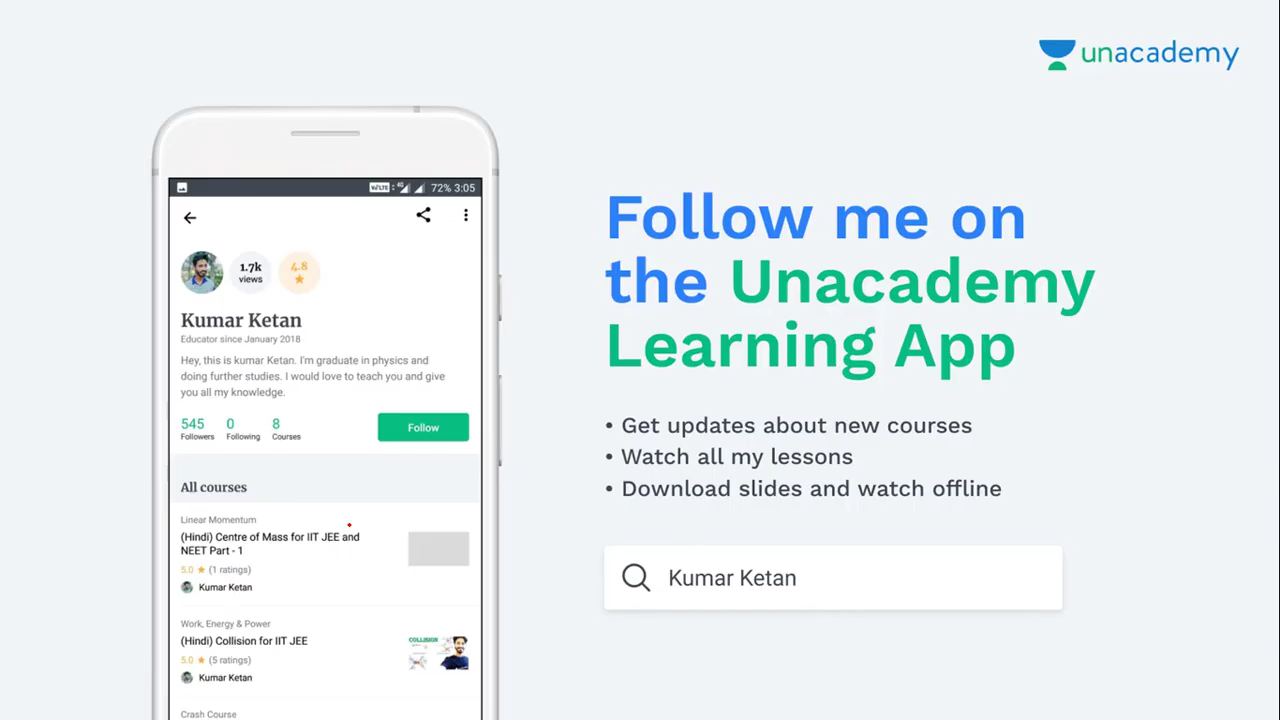 unacademy
VoLTE 4G 72% 3:05
1.7k
views
4.8
Kumar Ketan
Educator since January 2018
Hey, this is kumar Ketan. I'm graduate in physics and
doing further studies. I would love to teach you and give
you all my knowledge.
545 0 8
Followers Following Courses
Follow
All courses
Linear Momentum
(Hindi) Centre of Mass for IIT JEE and
NEET Part - 1
5.0 ★ (1 ratings)
Kumar Ketan
Work, Energy & Power
(Hindi) Collision for IIT JEE
COLLISION
5.0 ★ (5 ratings)
Kumar Ketan
Crash Course
Follow me on
the Unacademy
Learning App
• Get updates about new courses
• Watch all my lessons
• Download slides and watch offline
Kumar Ketan